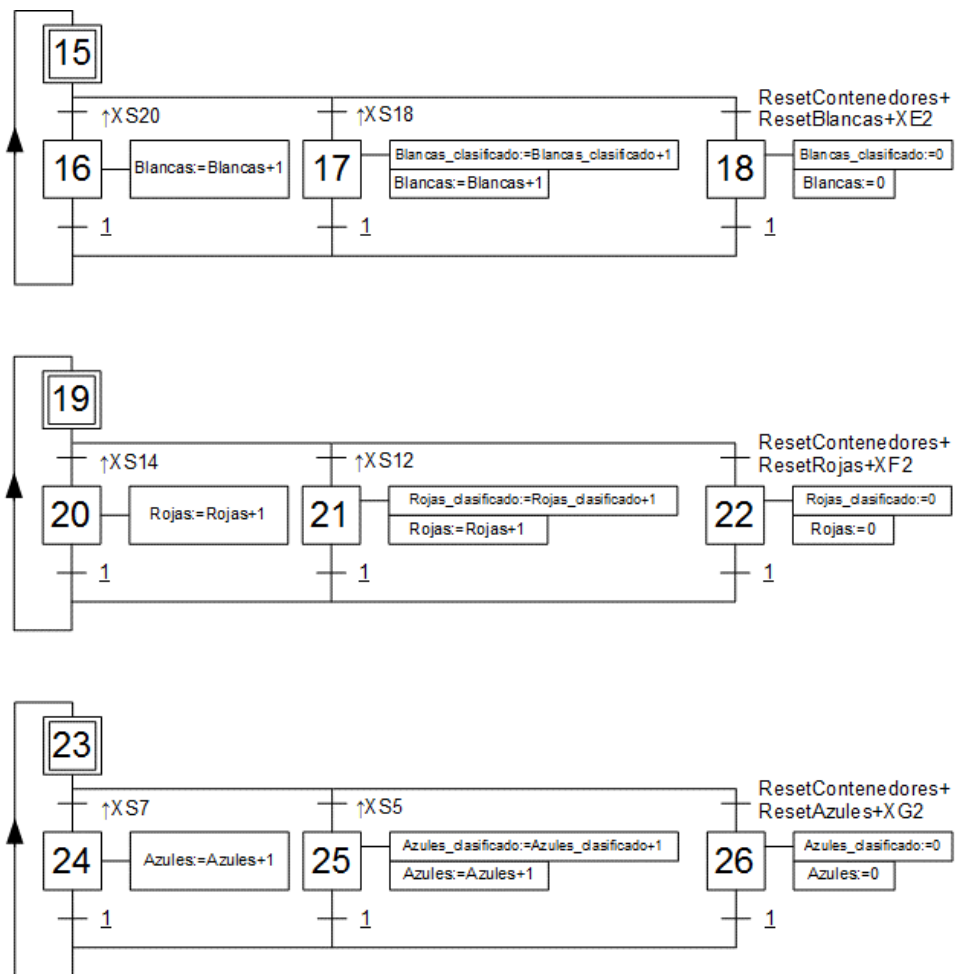 15
↑XS20
↑XS18
ResetContenedores+
ResetBlancas+XE2
16
Blancas:=Blancas+1
17
Blancas_clasificado:=Blancas_clasificado+1
Blancas:=Blancas+1
18
Blancas_clasificado:=0
Blancas:=0
1
1
1
19
↑XS14
↑XS12
ResetContenedores+
ResetRojas+XF2
20
Rojas:=Rojas+1
21
Rojas_clasificado:=Rojas_clasificado+1
Rojas:=Rojas+1
22
Rojas_clasificado:=0
Rojas:=0
1
1
1
23
↑XS7
↑XS5
ResetContenedores+
ResetAzules+XG2
24
Azules:=Azules+1
25
Azules_clasificado:=Azules_clasificado+1
Azules:=Azules+1
26
Azules_clasificado:=0
Azules:=0
1
1
1